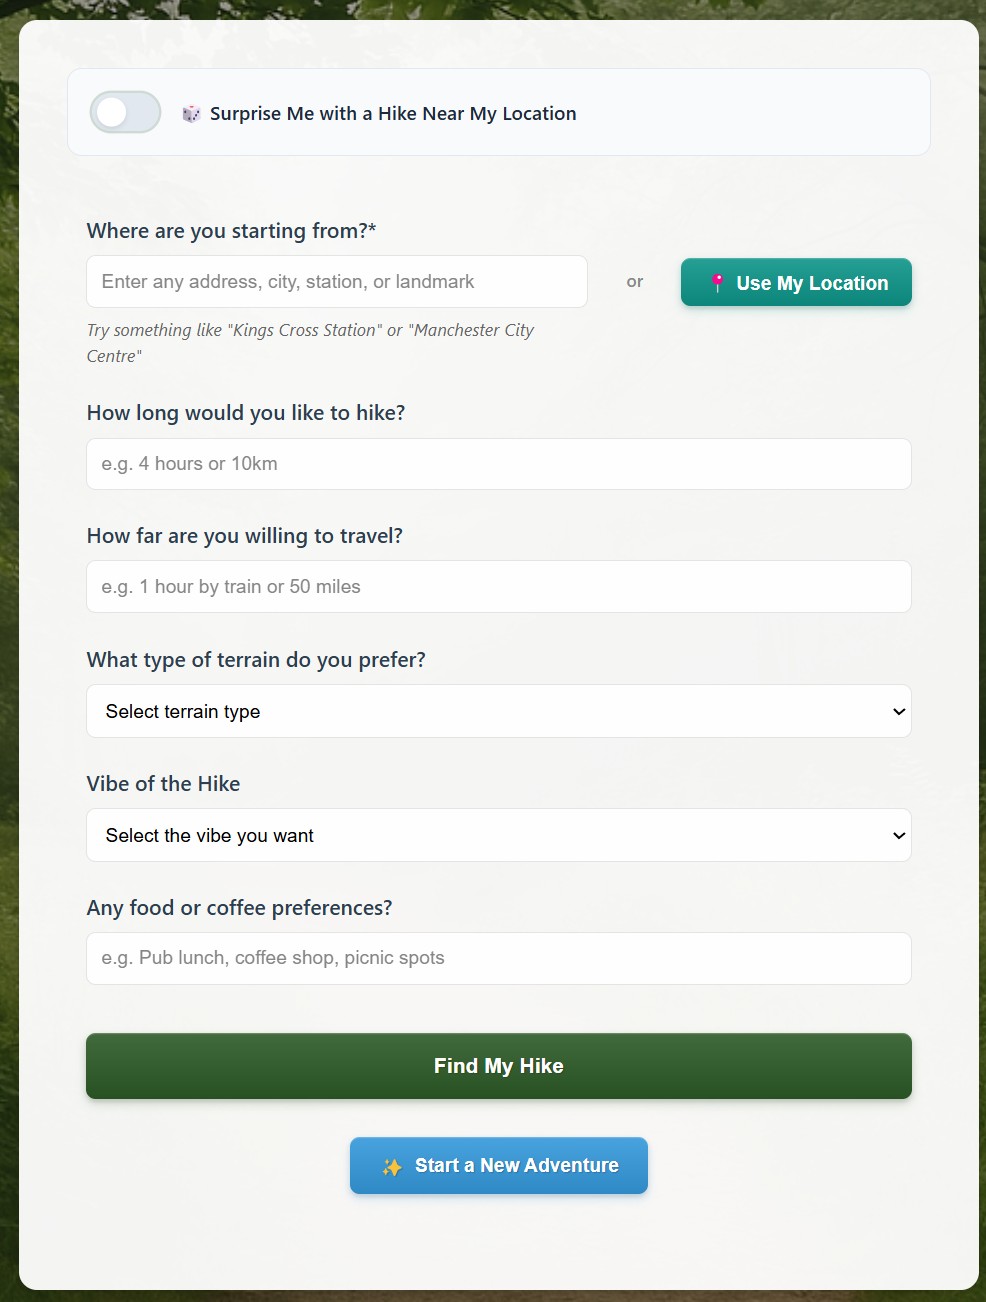 Surprise Me with a Hike Near My Location
Where are you starting from?*
Enter any address, city, station, or landmark
or
Use My Location
Try something like "Kings Cross Station" or "Manchester City
Centre"
How long would you like to hike?
e.g. 4 hours or 10km
How far are you willing to travel?
e.g. 1 hour by train or 50 miles
What type of terrain do you prefer?
Select terrain type
Vibe of the Hike
Select the vibe you want
Any food or coffee preferences?
e.g. Pub lunch, coffee shop, picnic spots
Find My Hike
Start a New Adventure